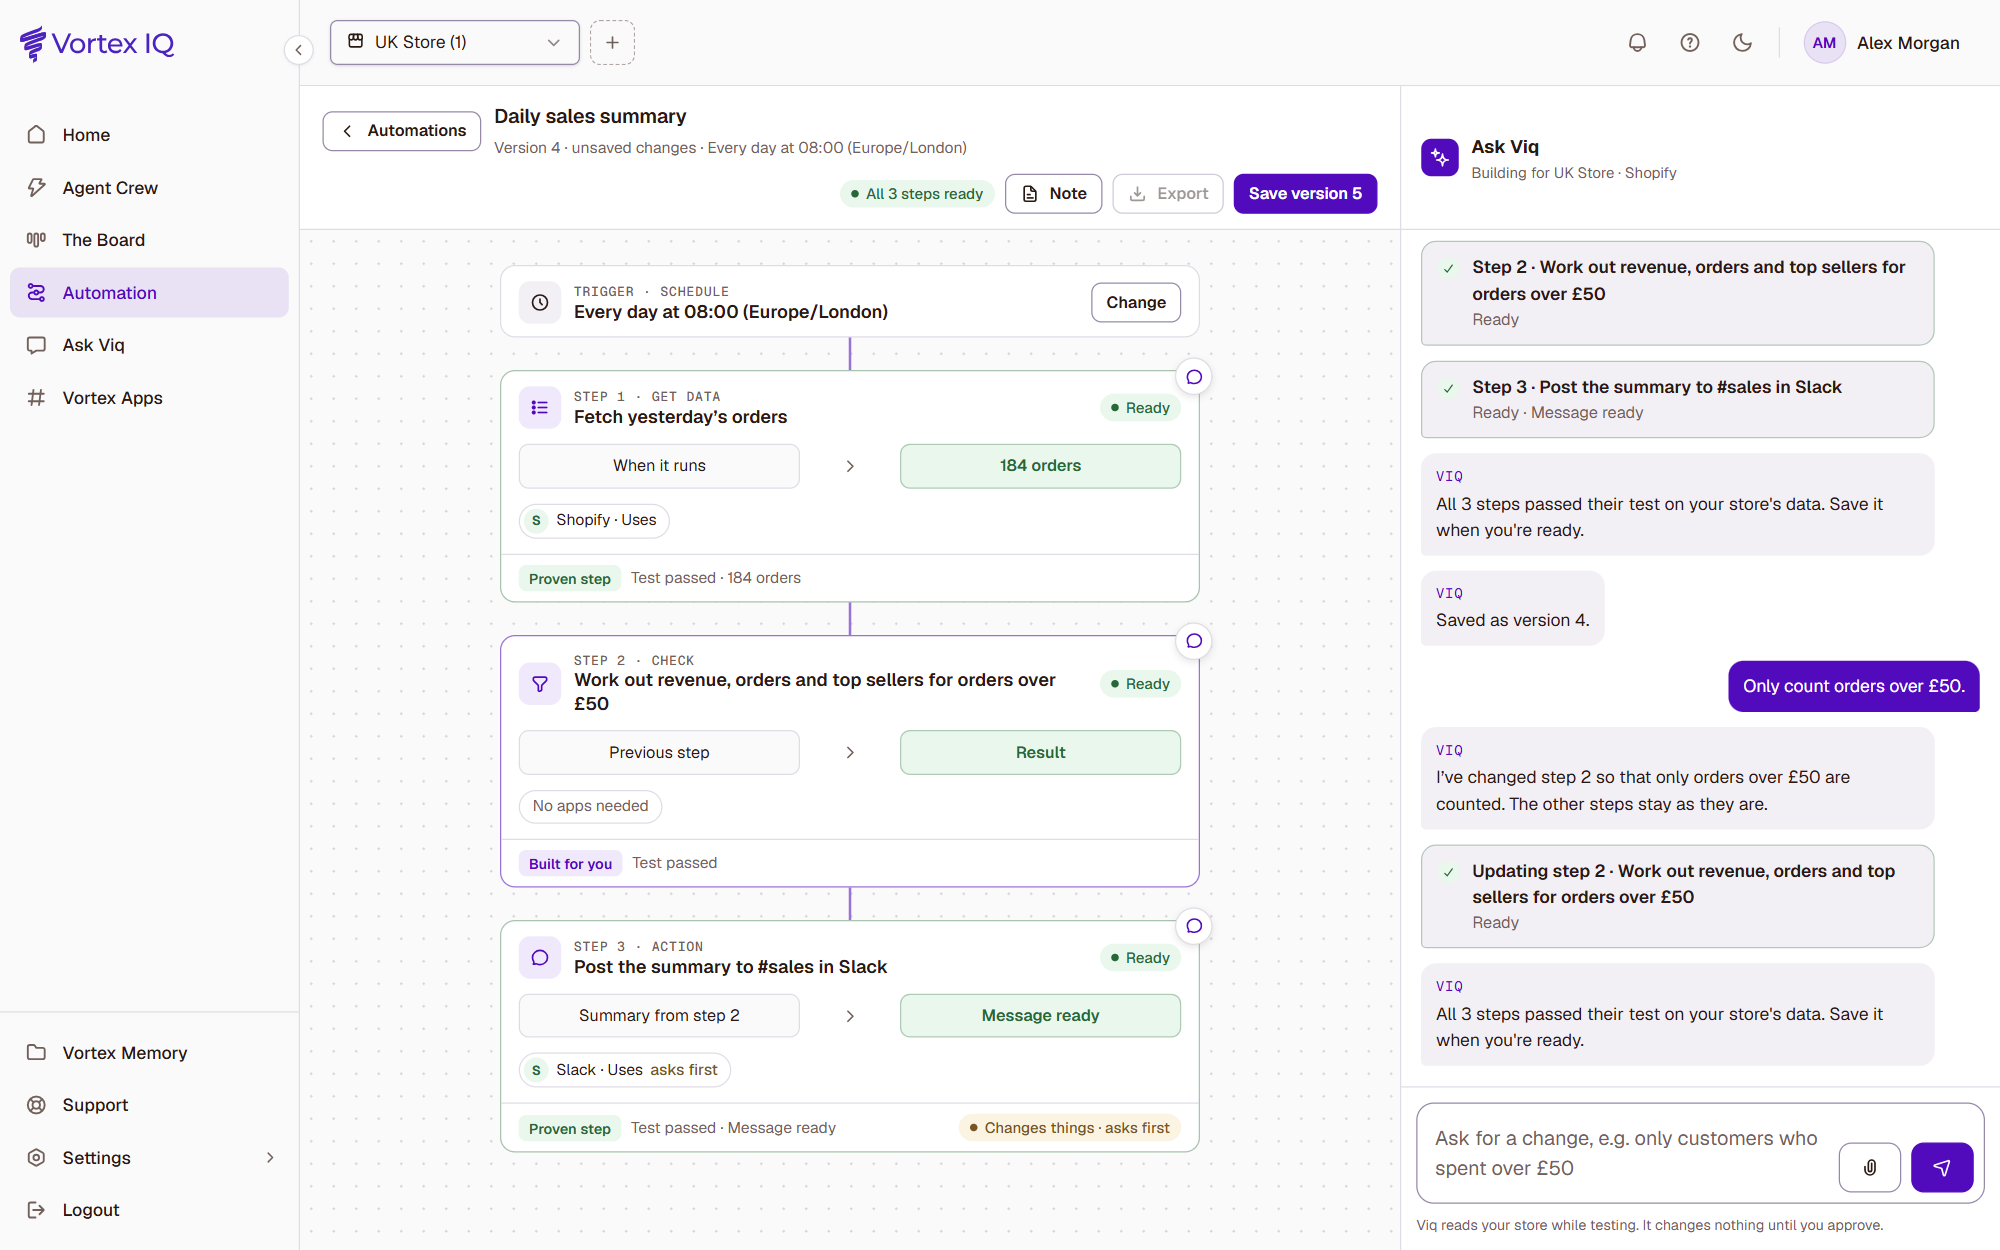 Vortex IQ
Home
Agent Crew
The Board
Automation
Ask Viq
Vortex Apps
Vortex Memory
Support
Settings
Logout
UK Store (1)
AM
Alex Morgan
Automations
Daily sales summary
Version 4 · unsaved changes · Every day at 08:00 (Europe/London)
All 3 steps ready
Note
Export
Save version 5
TRIGGER · SCHEDULE
Every day at 08:00 (Europe/London)
Change
STEP 1 · GET DATA
Fetch yesterday’s orders
Ready
When it runs
184 orders
S
Shopify · Uses
Proven step
Test passed · 184 orders
STEP 2 · CHECK
Work out revenue, orders and top sellers for orders over
£50
Ready
Previous step
Result
No apps needed
Built for you
Test passed
STEP 3 · ACTION
Post the summary to #sales in Slack
Ready
Summary from step 2
Message ready
S
Slack · Uses asks first
Proven step
Test passed · Message ready
Changes things · asks first
Ask Viq
Building for UK Store · Shopify
Step 2 · Work out revenue, orders and top sellers for
orders over £50
Ready
Step 3 · Post the summary to #sales in Slack
Ready · Message ready
VIQ
All 3 steps passed their test on your store's data. Save it
when you're ready.
VIQ
Saved as version 4.
Only count orders over £50.
VIQ
I’ve changed step 2 so that only orders over £50 are
counted. The other steps stay as they are.
Updating step 2 · Work out revenue, orders and top
sellers for orders over £50
Ready
VIQ
All 3 steps passed their test on your store's data. Save it
when you're ready.
Ask for a change, e.g. only customers who
spent over £50
Viq reads your store while testing. It changes nothing until you approve.